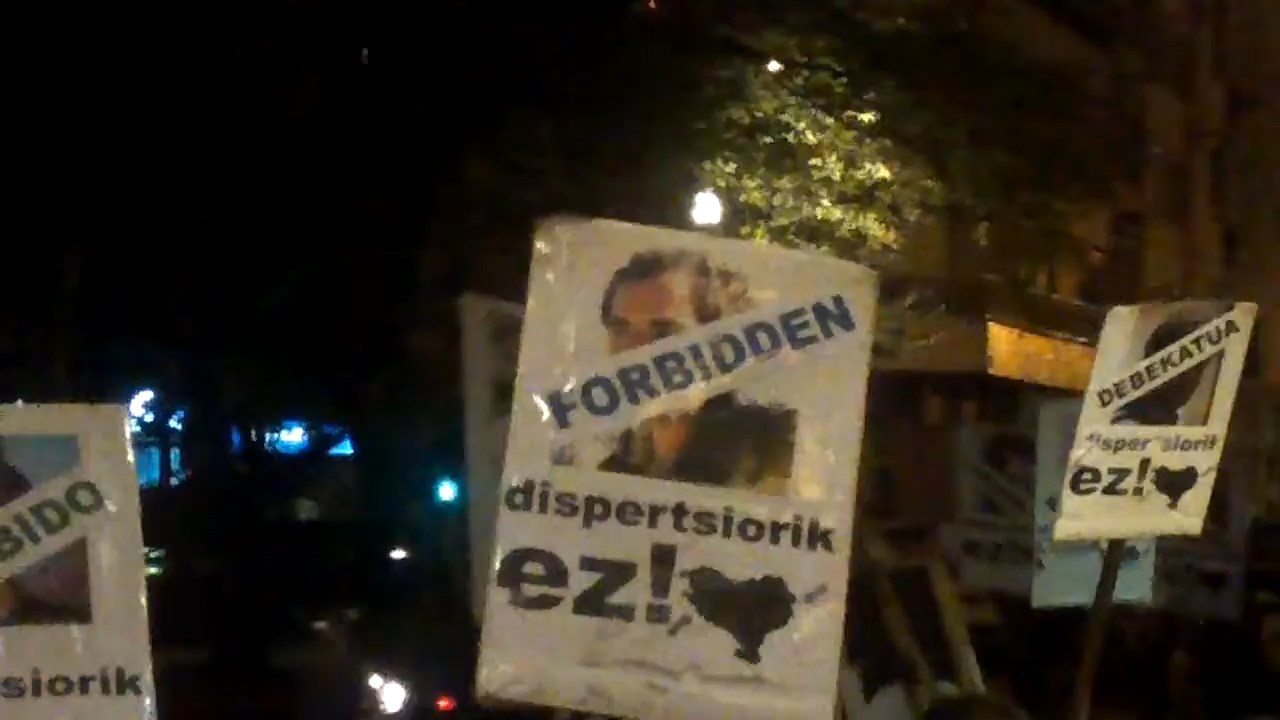 FORBIDDEN
dispertsiorik
ez!
DEBEKATUA
dispertsiorik
ez!
BIDO
siorik